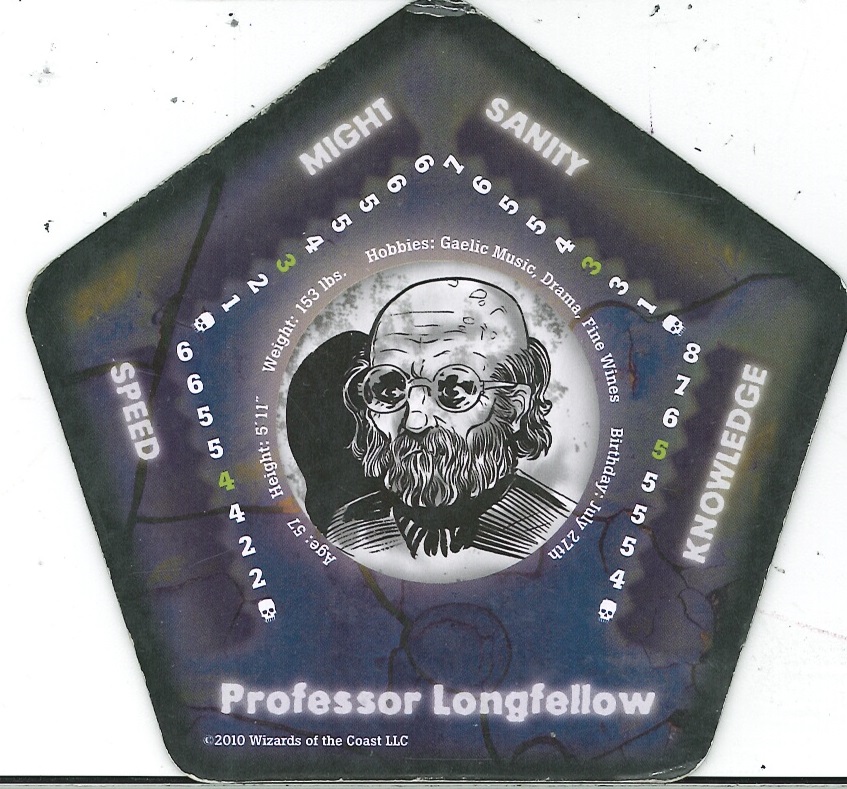 MIGHT
1 2 3 4 5 5 6 6
SANITY
7 6 5 5 4 3 3 1
SPEED
6 6 5 5 4 4 2 2
KNOWLEDGE
8 7 6 5 5 5 5 4
Age: 57 Height: 5'11" Weight: 153 lbs. Hobbies: Gaelic Music, Drama, Fine Wines Birthday: July 27th
Professor Longfellow
©2010 Wizards of the Coast LLC